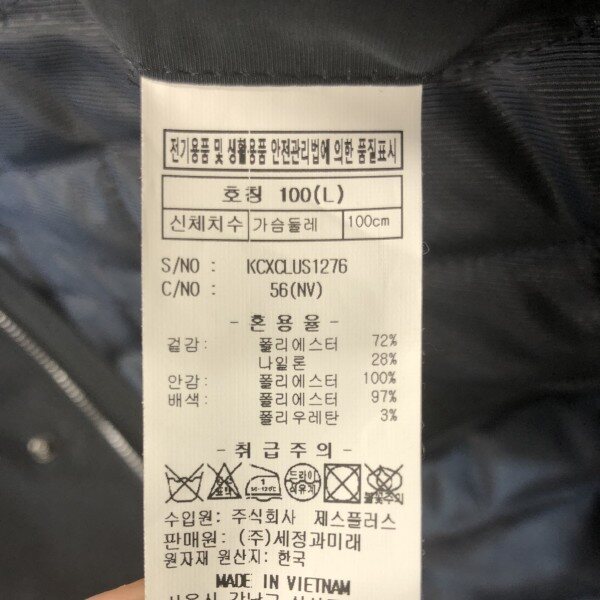 전기용품 및 생활용품 안전관리법에 의한 품질표시
호칭 100(L)
신체치수 가슴둘레 100cm
S/NO : KCXCLUS1276
C/NO : 56(NV)
- 혼 용 율 -
겉감: 폴리에스터 72%
나일론 28%
안감: 폴리에스터 100%
배색: 폴리에스터 97%
폴리우레탄 3%
- 취 급 주 의 -
수입원: 주식회사 제스플러스
판매원: (주)세정과미래
원자재 원산지: 한국
MADE IN VIETNAM